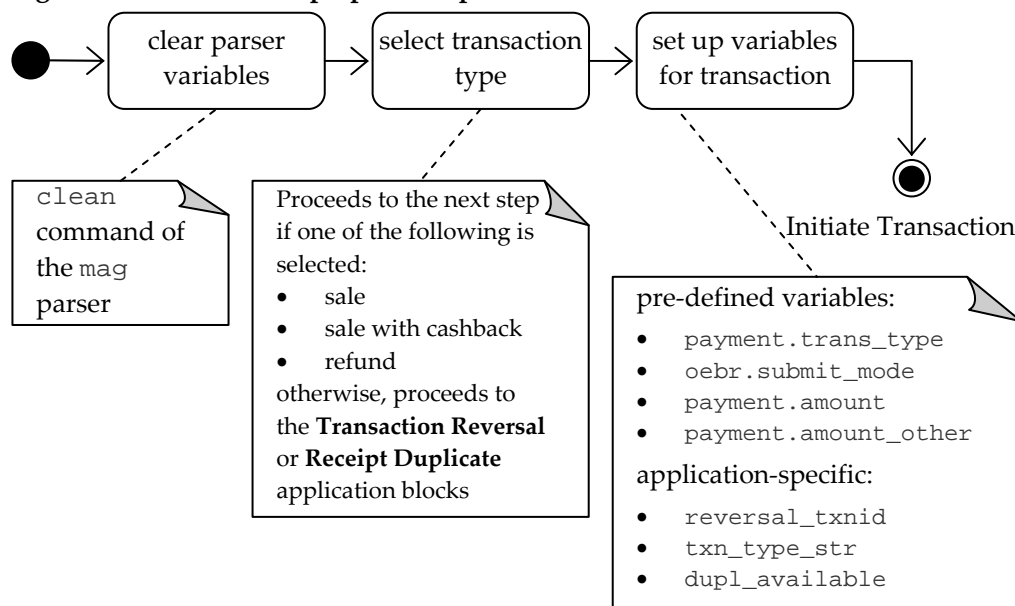 clear parser
variables
select transaction
type
set up variables
for transaction
Initiate Transaction
clean
command of
the mag
parser
Proceeds to the next step
if one of the following is
selected:
• sale
• sale with cashback
• refund
otherwise, proceeds to
the Transaction Reversal
or Receipt Duplicate
application blocks
pre-defined variables:
• payment.trans_type
• oebr.submit_mode
• payment.amount
• payment.amount_other
application-specific:
• reversal_txnid
• txn_type_str
• dupl_available